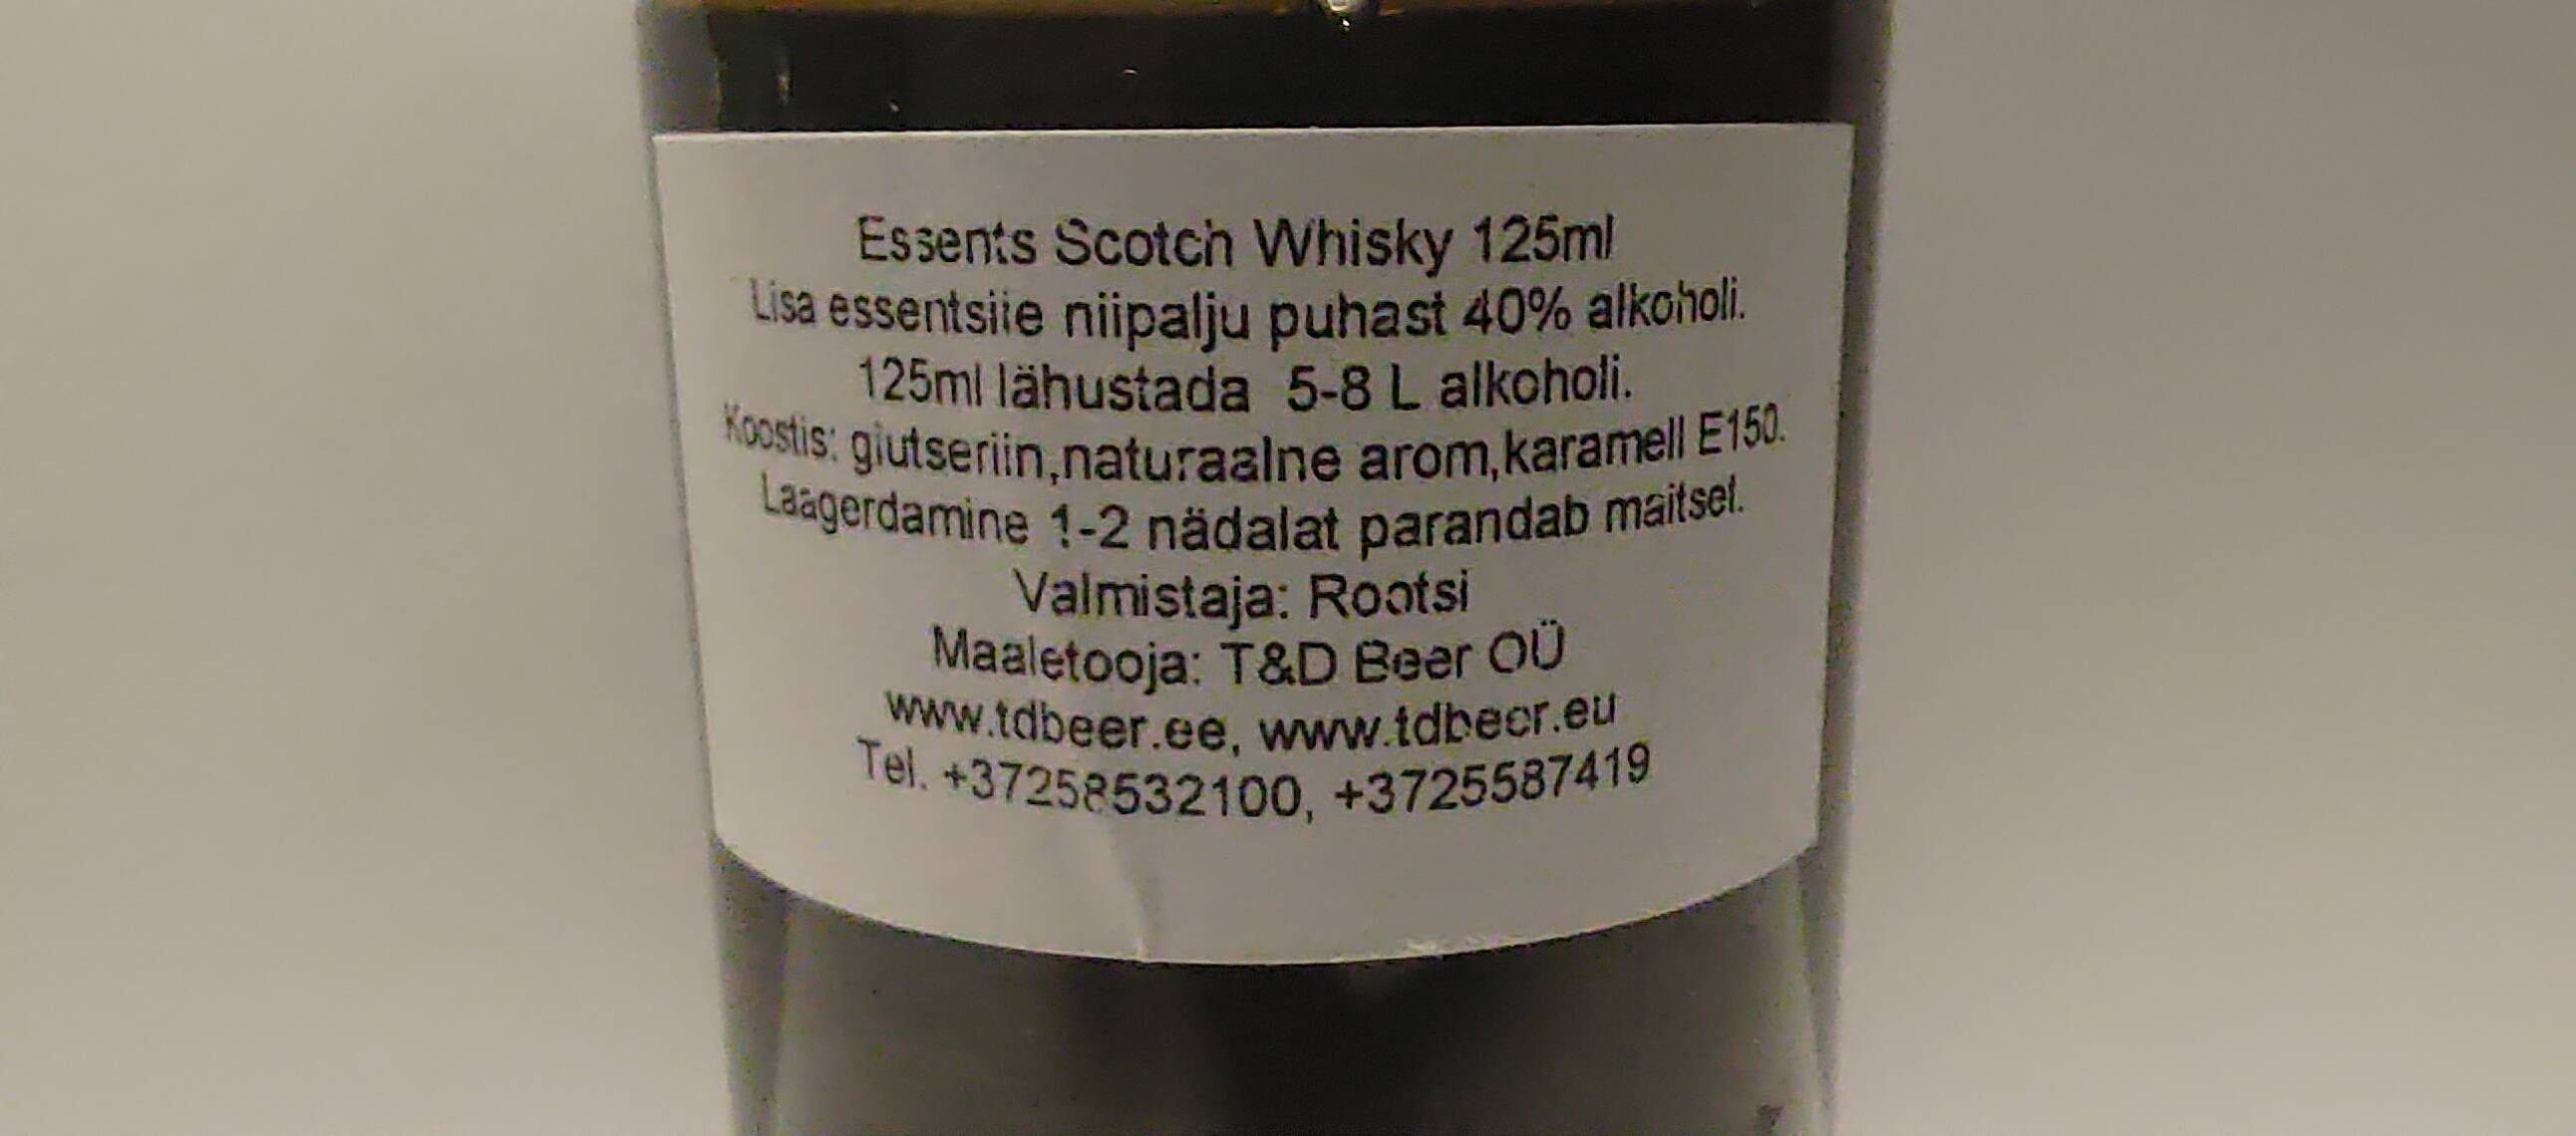 Essents Scotch Whisky 125ml
Lisa essentsiie niipalju puhast 40% alkoholi.
125ml lähustada 5-8 L alkoholi.
Koostis: glutseriin,naturaalne arom,karamell E150.
Laagerdamine 1-2 nädalat parandab maitset.
Valmistaja: Rootsi
Maaletooja: T&D Beer OÜ
www.tdbeer.ee, www.tdbeer.eu
Tel. +37258532100, +3725587419